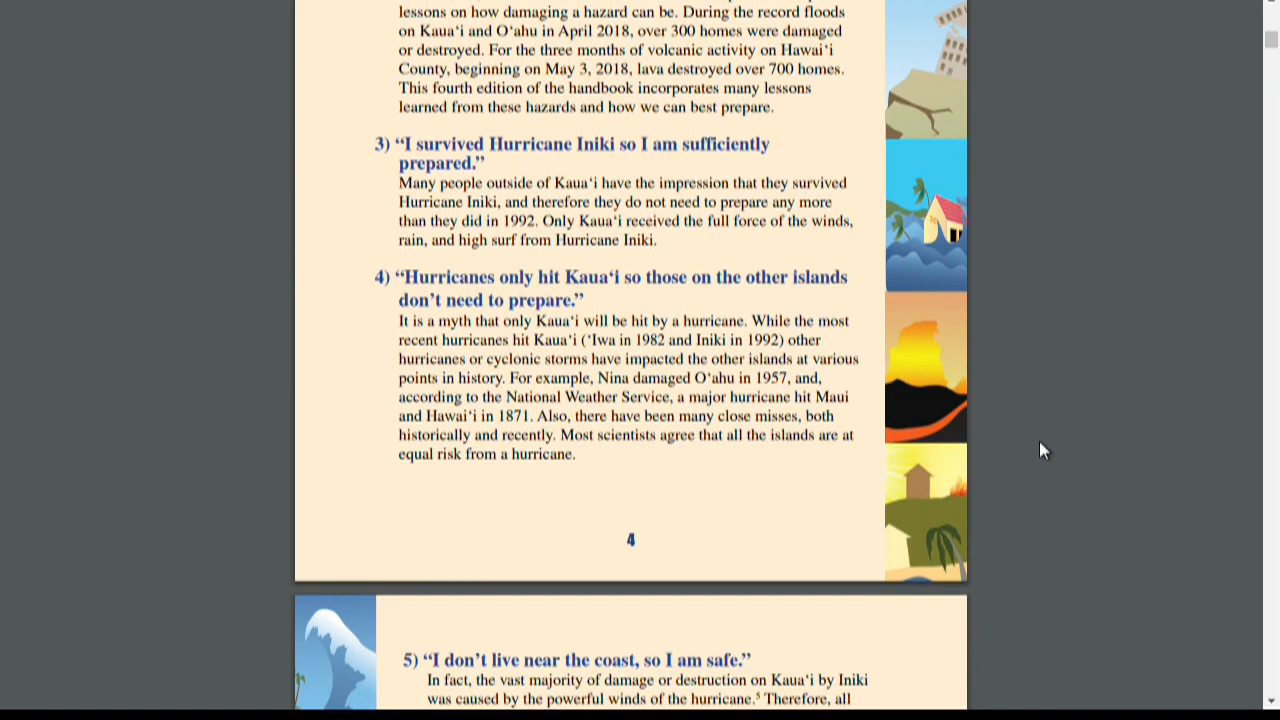 lessons on how damaging a hazard can be. During the record floods
on Kauaʻi and Oʻahu in April 2018, over 300 homes were damaged
or destroyed. For the three months of volcanic activity on Hawaiʻi
County, beginning on May 3, 2018, lava destroyed over 700 homes.
This fourth edition of the handbook incorporates many lessons
learned from these hazards and how we can best prepare.
3) “I survived Hurricane Iniki so I am sufficiently
prepared.”
Many people outside of Kauaʻi have the impression that they survived
Hurricane Iniki, and therefore they do not need to prepare any more
than they did in 1992. Only Kauaʻi received the full force of the winds,
rain, and high surf from Hurricane Iniki.
4) “Hurricanes only hit Kauaʻi so those on the other islands
don’t need to prepare.”
It is a myth that only Kauaʻi will be hit by a hurricane. While the most
recent hurricanes hit Kauaʻi (ʻIwa in 1982 and Iniki in 1992) other
hurricanes or cyclonic storms have impacted the other islands at various
points in history. For example, Nina damaged Oʻahu in 1957, and,
according to the National Weather Service, a major hurricane hit Maui
and Hawaiʻi in 1871. Also, there have been many close misses, both
historically and recently. Most scientists agree that all the islands are at
equal risk from a hurricane.
4
5) “I don’t live near the coast, so I am safe.”
In fact, the vast majority of damage or destruction on Kauaʻi by Iniki
was caused by the powerful winds of the hurricane.⁵ Therefore, all